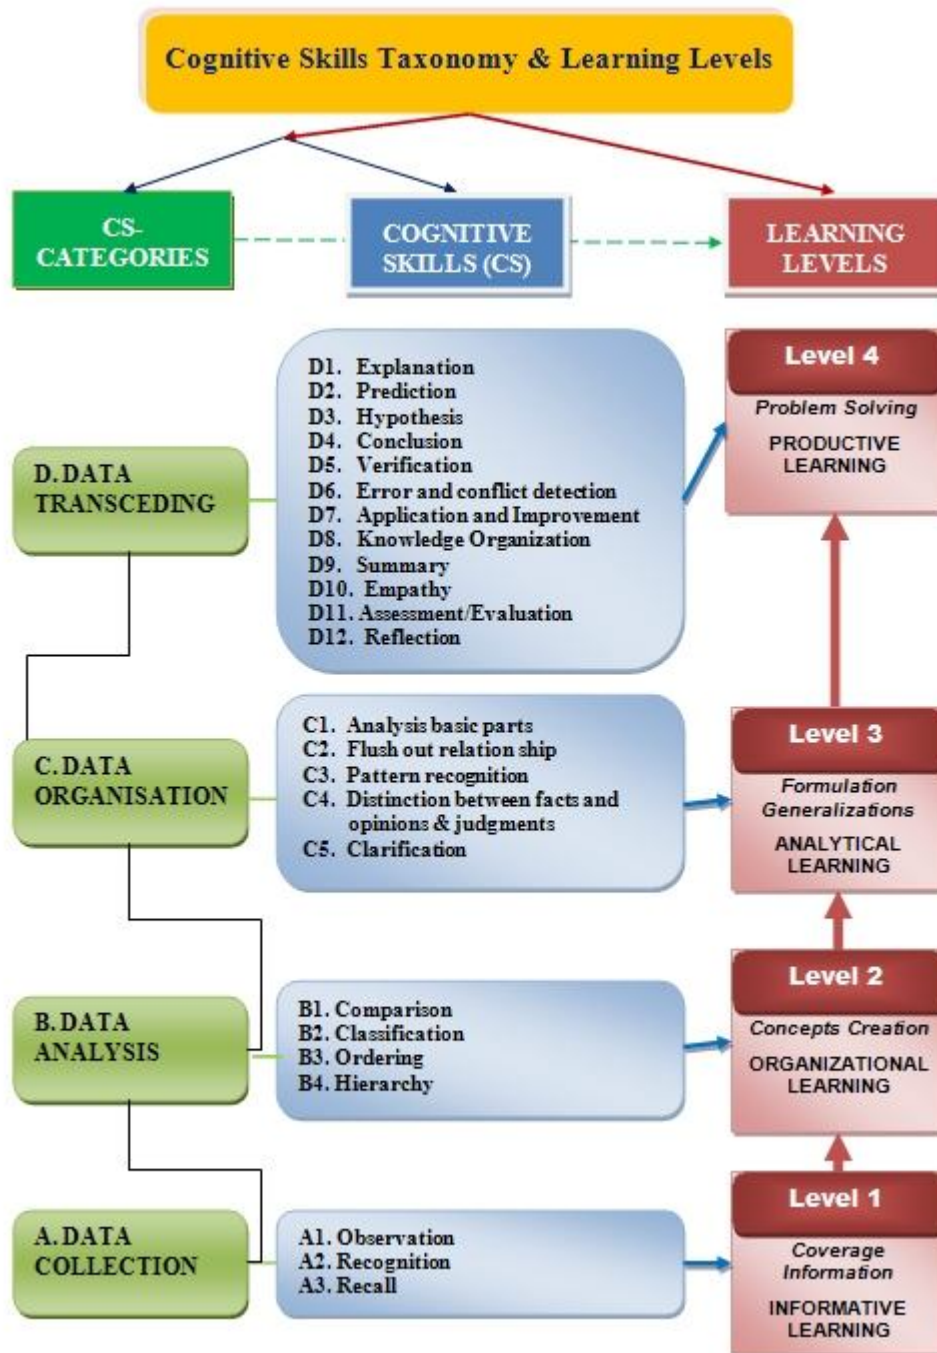 Cognitive Skills Taxonomy & Learning Levels
CS-
CATEGORIES
COGNITIVE
SKILLS (CS)
LEARNING
LEVELS
D. DATA
TRANSCEDING
D1. Explanation
D2. Prediction
D3. Hypothesis
D4. Conclusion
D5. Verification
D6. Error and conflict detection
D7. Application and Improvement
D8. Knowledge Organization
D9. Summary
D10. Empathy
D11. Assessment/Evaluation
D12. Reflection
Level 4
Problem Solving
PRODUCTIVE
LEARNING
C. DATA
ORGANISATION
C1. Analysis basic parts
C2. Flush out relation ship
C3. Pattern recognition
C4. Distinction between facts and
opinions & judgments
C5. Clarification
Level 3
Formulation
Generalizations
ANALYTICAL
LEARNING
B. DATA
ANALYSIS
B1. Comparison
B2. Classification
B3. Ordering
B4. Hierarchy
Level 2
Concepts Creation
ORGANIZATIONAL
LEARNING
A. DATA
COLLECTION
A1. Observation
A2. Recognition
A3. Recall
Level 1
Coverage
Information
INFORMATIVE
LEARNING